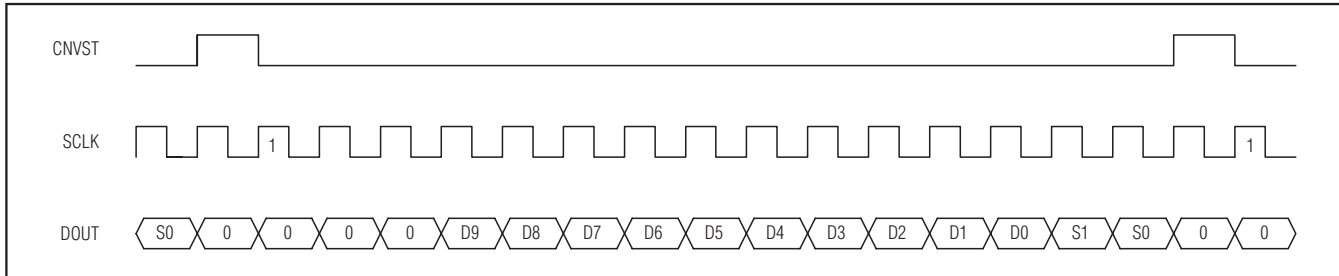 CNVST
SCLK 1 1
DOUT S0 0 0 0 0 D9 D8 D7 D6 D5 D4 D3 D2 D1 D0 S1 S0 0 0